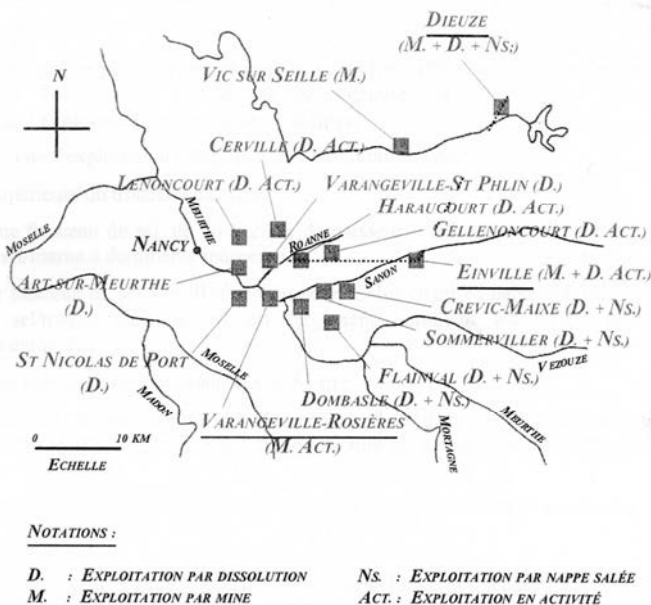 DIEUZE
(M. + D. + NS:)
N
VIC SUR SEILLE (M.)
CERVILLE (D. ACT.)
LENONCOURT (D. ACT.)
VARANGEVILLE-ST PHLIN (D.)
HARAUCOURT (D. ACT.)
GELLENONCOURT (D. ACT.)
MOSELLE
MEURTHE
NANCY
ROANNE
SANON
EINVILLE (M. + D. ACT)
ART-SUR-MEURTHE
(D.)
CREVIC-MAIXE (D. + NS.)
SOMMERVILLER (D. + NS.)
VEZOUZE
ST NICOLAS DE PORT
(D.)
MOSELLE
FLAINVAL (D. + NS.)
MADON
DOMBASLE (D. + NS.)
MEURTHE
VARANGEVILLE-ROSIÈRES
(M. ACT.)
MORTAGNE
0 10 KM
ECHELLE
NOTATIONS :
D. : EXPLOITATION PAR DISSOLUTION
NS. : EXPLOITATION PAR NAPPE SALÉE
M. : EXPLOITATION PAR MINE
ACT. : EXPLOITATION EN ACTIVITÉ